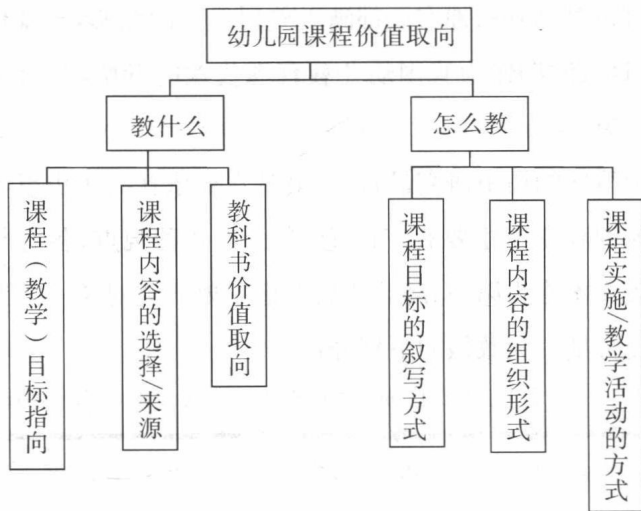 幼儿园课程价值取向
教什么
怎么教
课程（教学）目标指向
课程内容的选择/来源
教科书价值取向
课程目标的叙写方式
课程内容的组织形式
课程实施/教学活动的方式